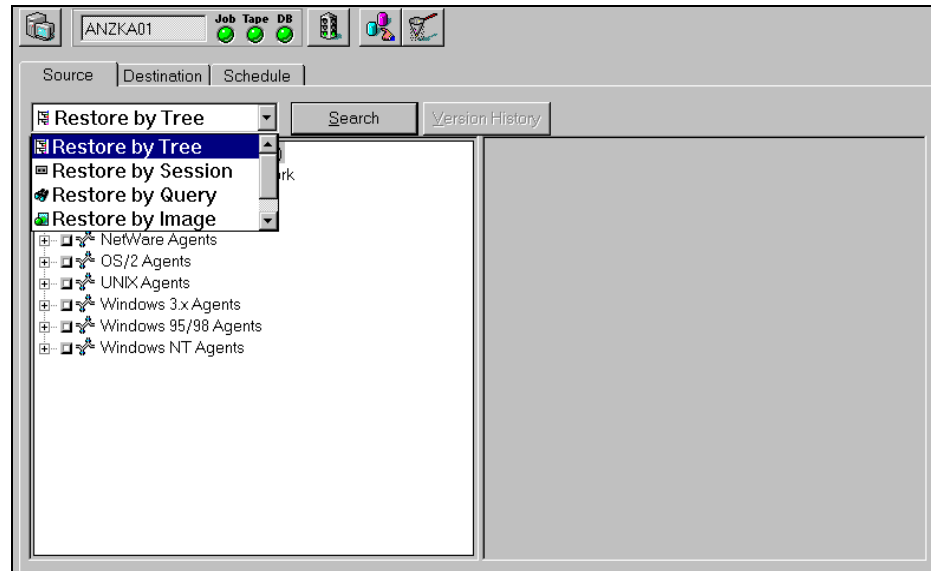 ANZKA01 Job Tape DB
Source Destination Schedule
Restore by Tree Search Version History
Restore by Tree
Restore by Session
Restore by Query
Restore by Image
NetWare Agents
OS/2 Agents
UNIX Agents
Windows 3.x Agents
Windows 95/98 Agents
Windows NT Agents